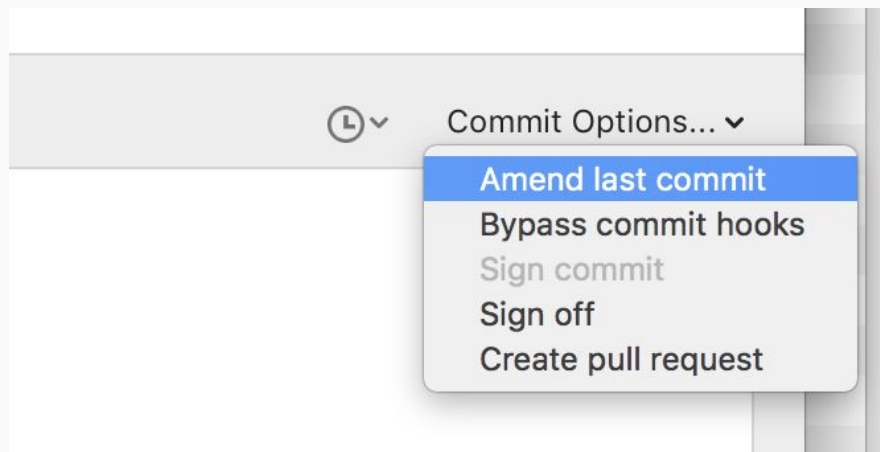 Commit Options...
Amend last commit
Bypass commit hooks
Sign commit
Sign off
Create pull request